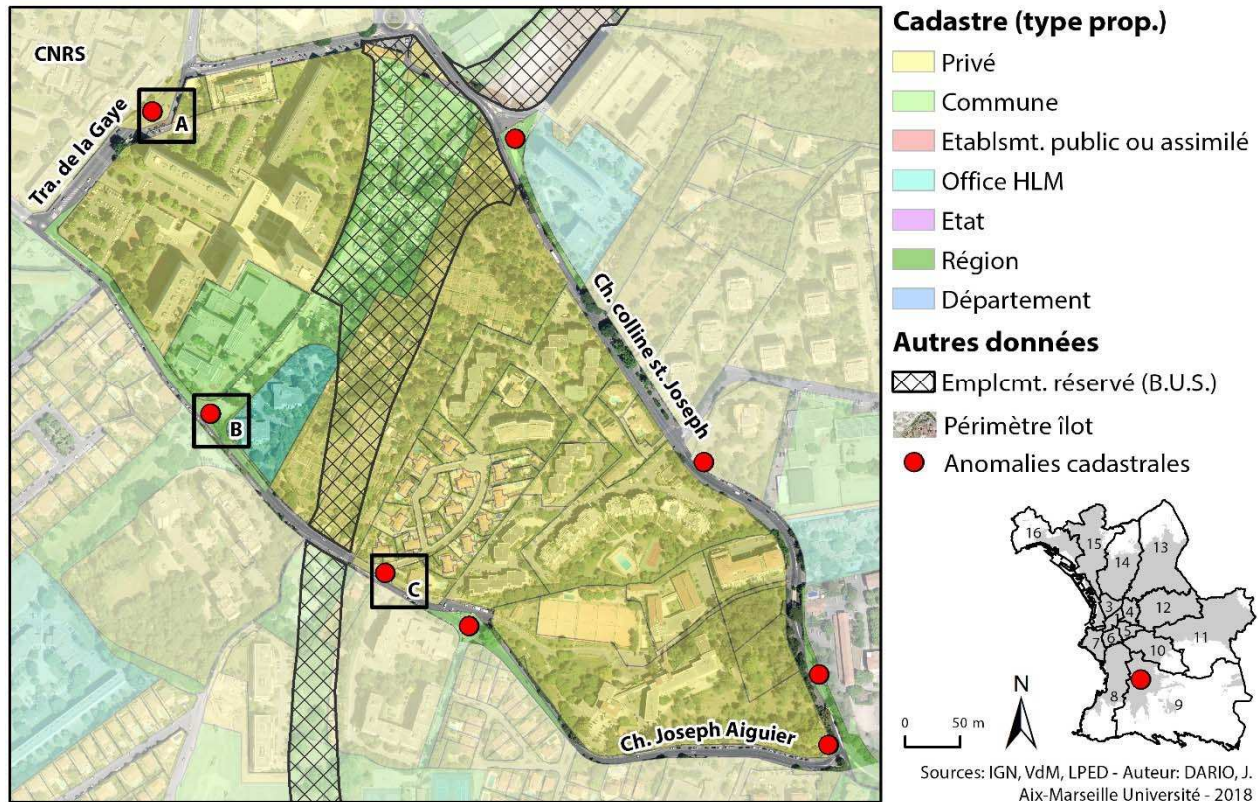 CNRS
A
Tra. de la Gaye
B
Ch. colline st. Joseph
C
Ch. Joseph Aiguier
Cadastre (type prop.)
Privé
Commune
Etablsmt. public ou assimilé
Office HLM
Etat
Région
Département
Autres données
Emplcmt. réservé (B.U.S.)
Périmètre îlot
Anomalies cadastrales
16
15
14
13
3
4
12
7
6
5
11
10
8
9
N
0 50 m
Sources: IGN, VdM, LPED - Auteur: DARIO, J.
Aix-Marseille Université - 2018